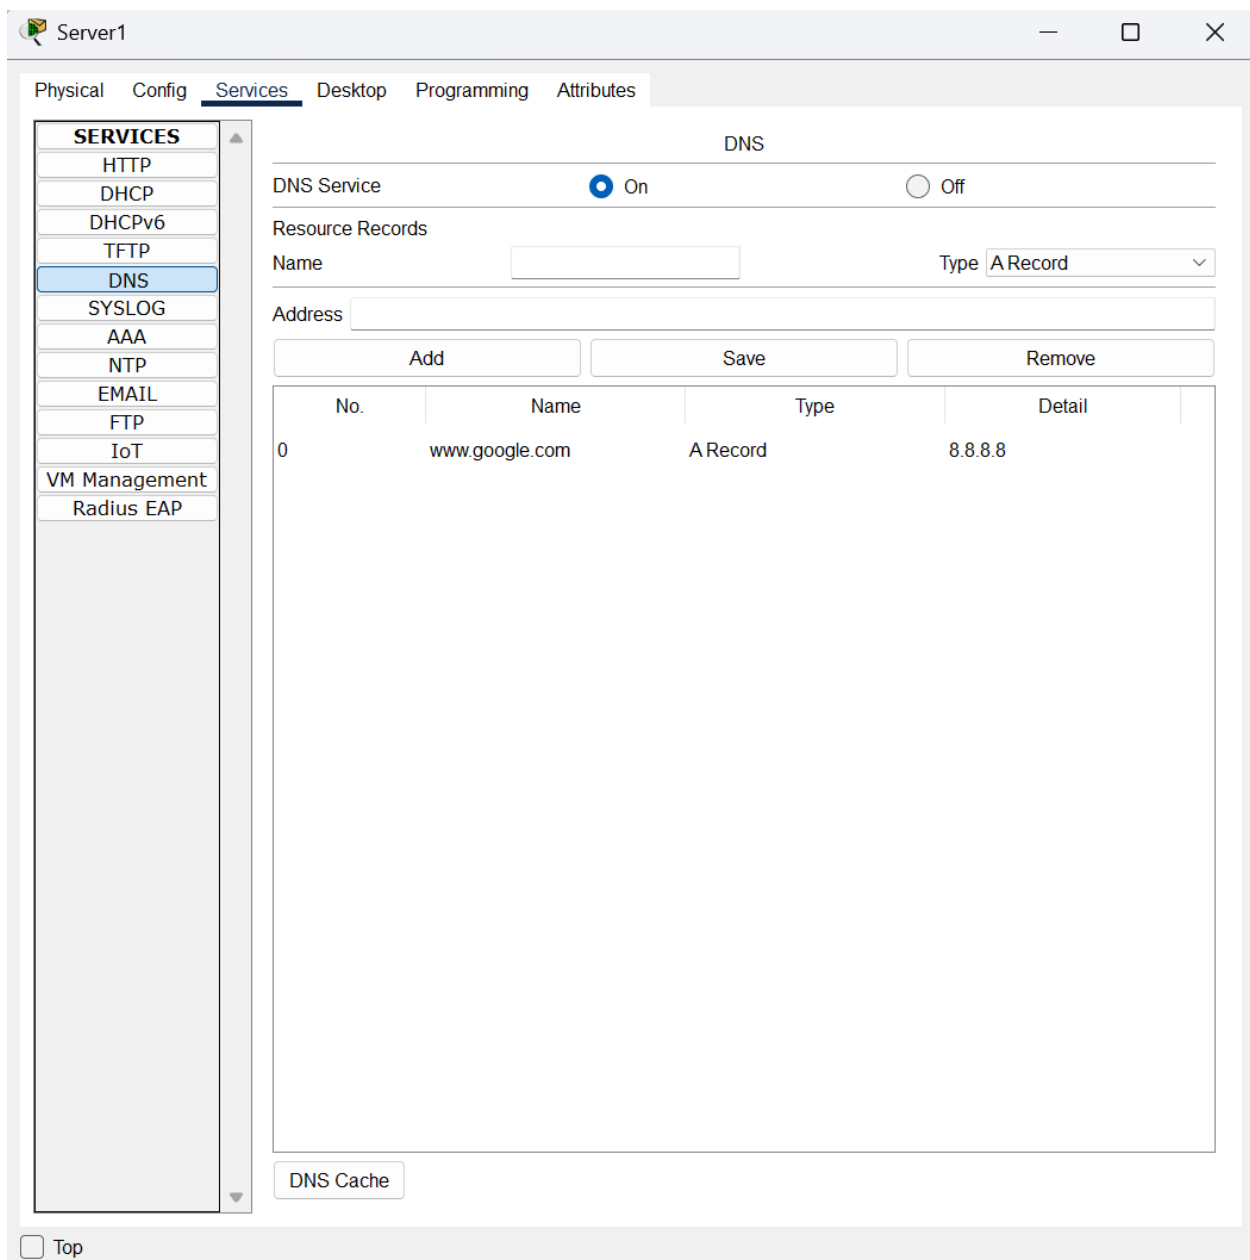 Server1
Physical Config Services Desktop Programming Attributes
SERVICES
HTTP
DHCP
DHCPv6
TFTP
DNS
SYSLOG
AAA
NTP
EMAIL
FTP
IoT
VM Management
Radius EAP
DNS
DNS Service On Off
Resource Records
Name Type A Record
Address
Add Save Remove
No. Name Type Detail
0 www.google.com A Record 8.8.8.8
DNS Cache
Top